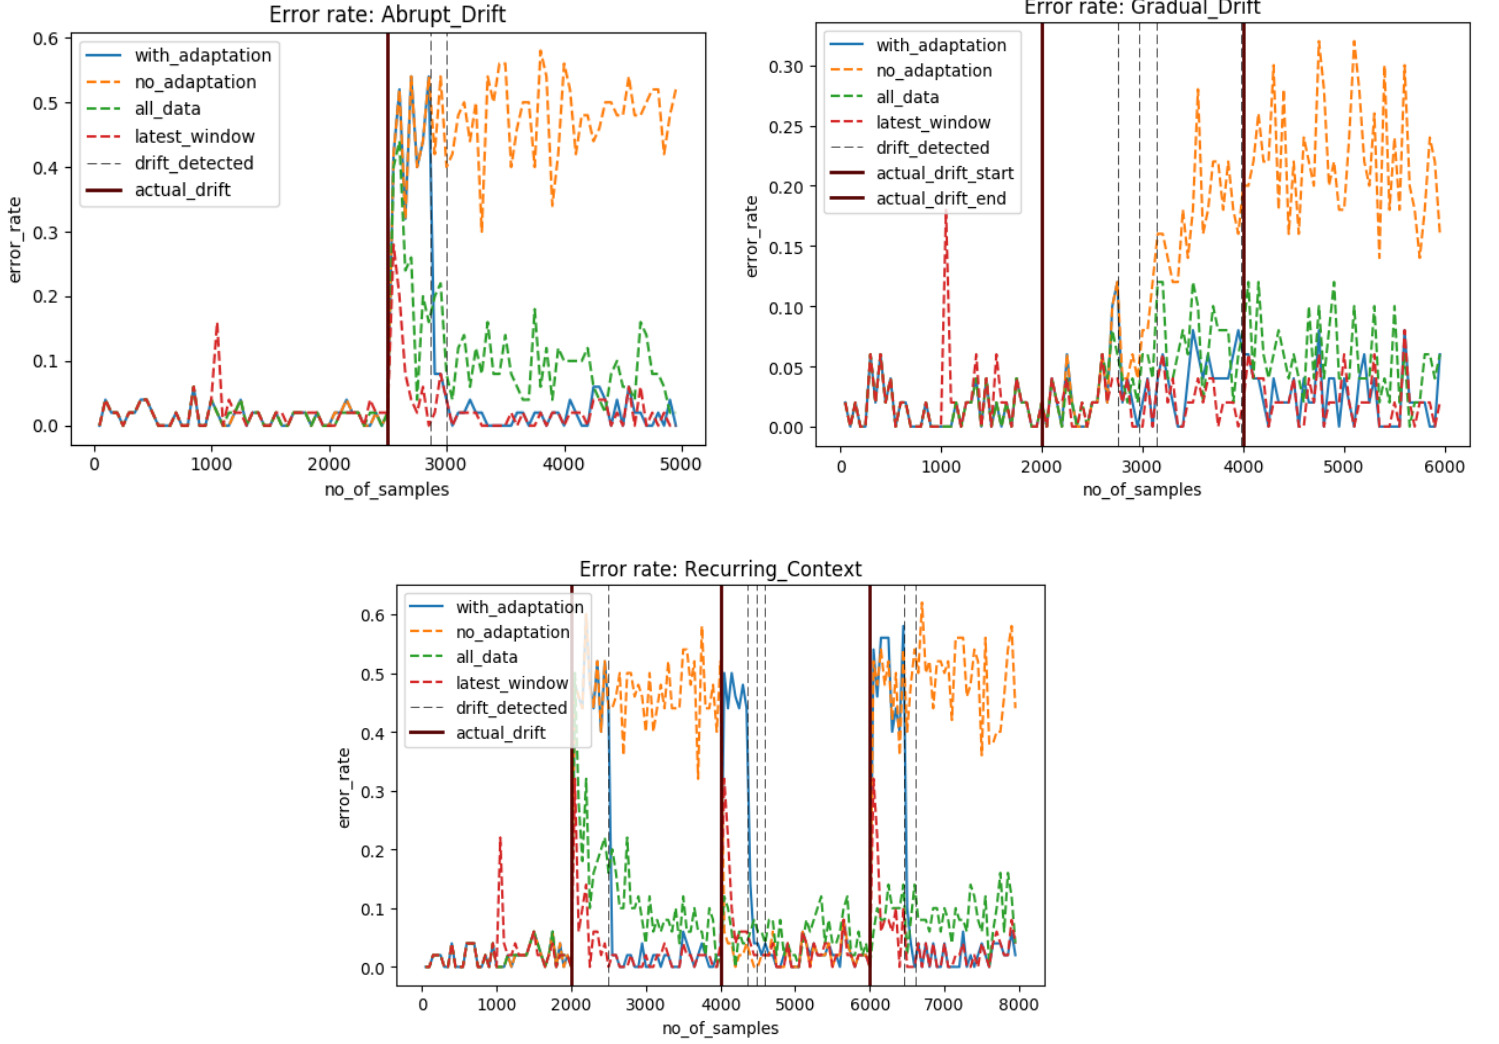 Error rate: Abrupt_Drift
with_adaptation
no_adaptation
all_data
latest_window
drift_detected
actual_drift
error_rate
0.6
0.5
0.4
0.3
0.2
0.1
0.0
0 1000 2000 3000 4000 5000
no_of_samples
Error rate: Gradual_Drift
with_adaptation
no_adaptation
all_data
latest_window
drift_detected
actual_drift_start
actual_drift_end
error_rate
0.30
0.25
0.20
0.15
0.10
0.05
0.00
0 1000 2000 3000 4000 5000 6000
no_of_samples
Error rate: Recurring_Context
with_adaptation
no_adaptation
all_data
latest_window
drift_detected
actual_drift
error_rate
0.6
0.5
0.4
0.3
0.2
0.1
0.0
0 1000 2000 3000 4000 5000 6000 7000 8000
no_of_samples